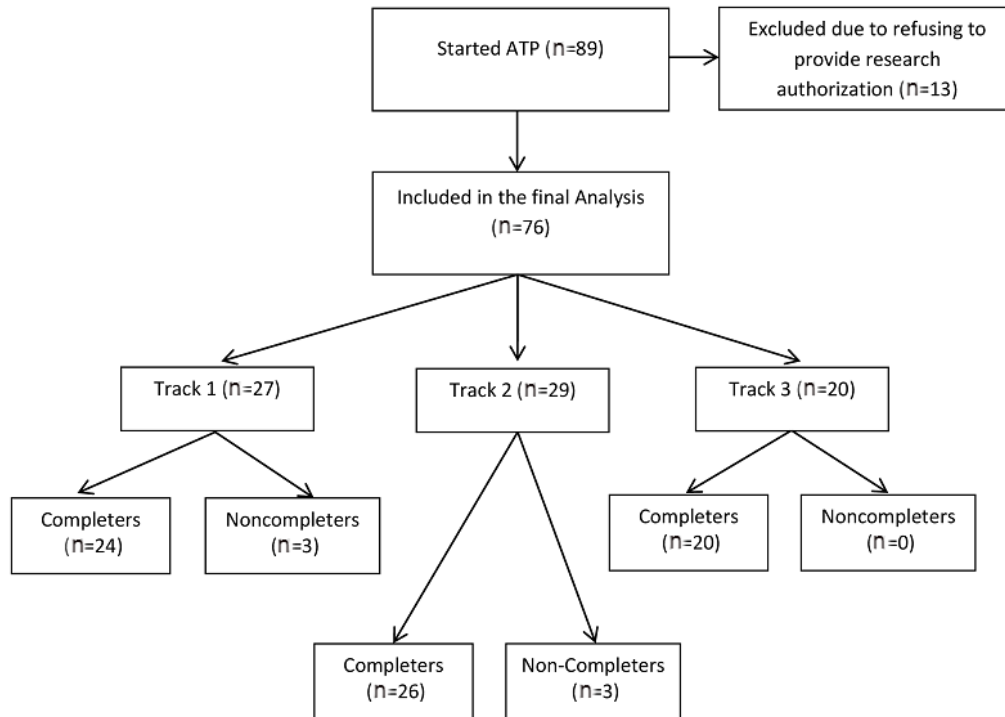 Started ATP (n=89)
Excluded due to refusing to
provide research
authorization (n=13)
Included in the final Analysis
(n=76)
Track 1 (n=27)
Track 2 (n=29)
Track 3 (n=20)
Completers
(n=24)
Noncompleters
(n=3)
Completers
(n=20)
Noncompleters
(n=0)
Completers
(n=26)
Non-Completers
(n=3)